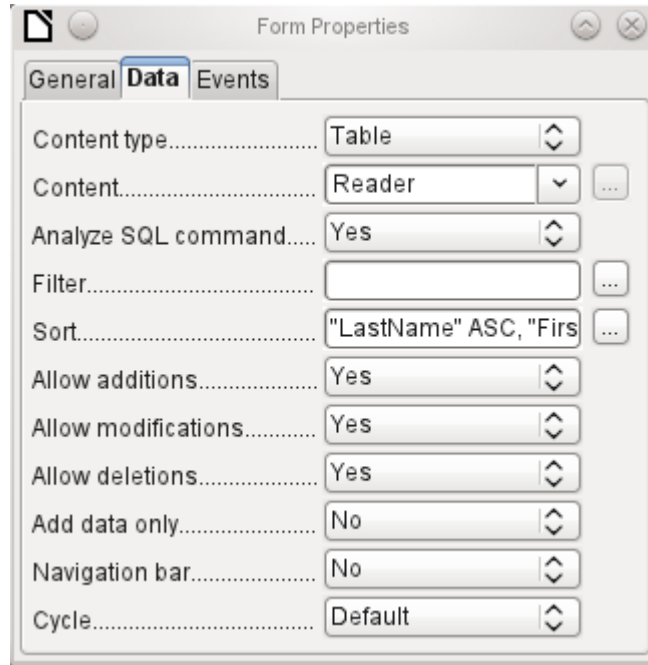 Form Properties
General Data Events
Content type........................ Table
Content.................................... Reader ...
Analyze SQL command..... Yes
Filter.................................... ...
Sort..................................... "LastName" ASC, "Firs ...
Allow additions..................... Yes
Allow modifications............ Yes
Allow deletions................... Yes
Add data only...................... No
Navigation bar.................... No
Cycle................................... Default